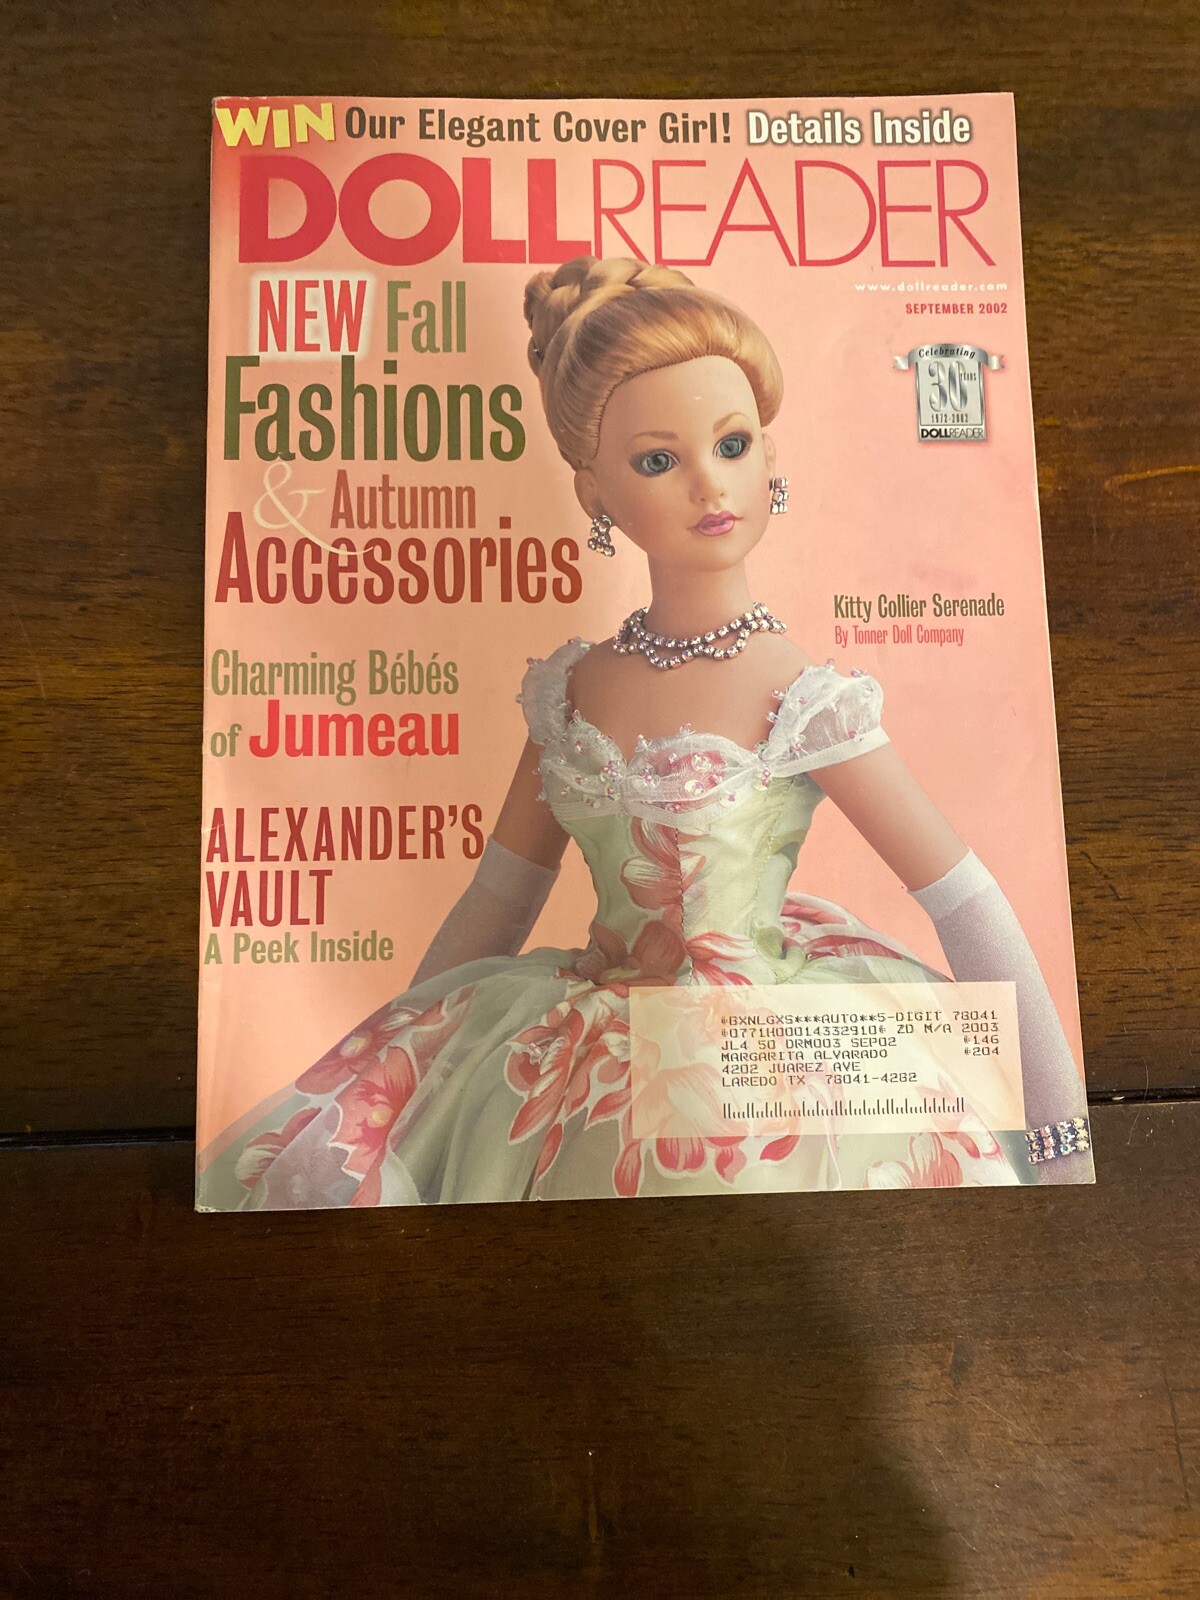 WIN Our Elegant Cover Girl! Details Inside
DOLLREADER
www.dollreader.com
SEPTEMBER 2002
Celebrating
30 YEARS
1972-2002
DOLLREADER
NEW Fall
Fashions
& Autumn
Accessories
Kitty Collier Serenade
By Tonner Doll Company
Charming Bébés
of Jumeau
ALEXANDER'S
VAULT
A Peek Inside
#BXNLGXS***AUTO**5-DIGIT 78041
#0771H00014332910# ZD M/A 2003
JL4 50 DRM003 SEP02 #146
MARGARITA ALVARADO #204
4202 JUAREZ AVE
LAREDO TX 78041-4282